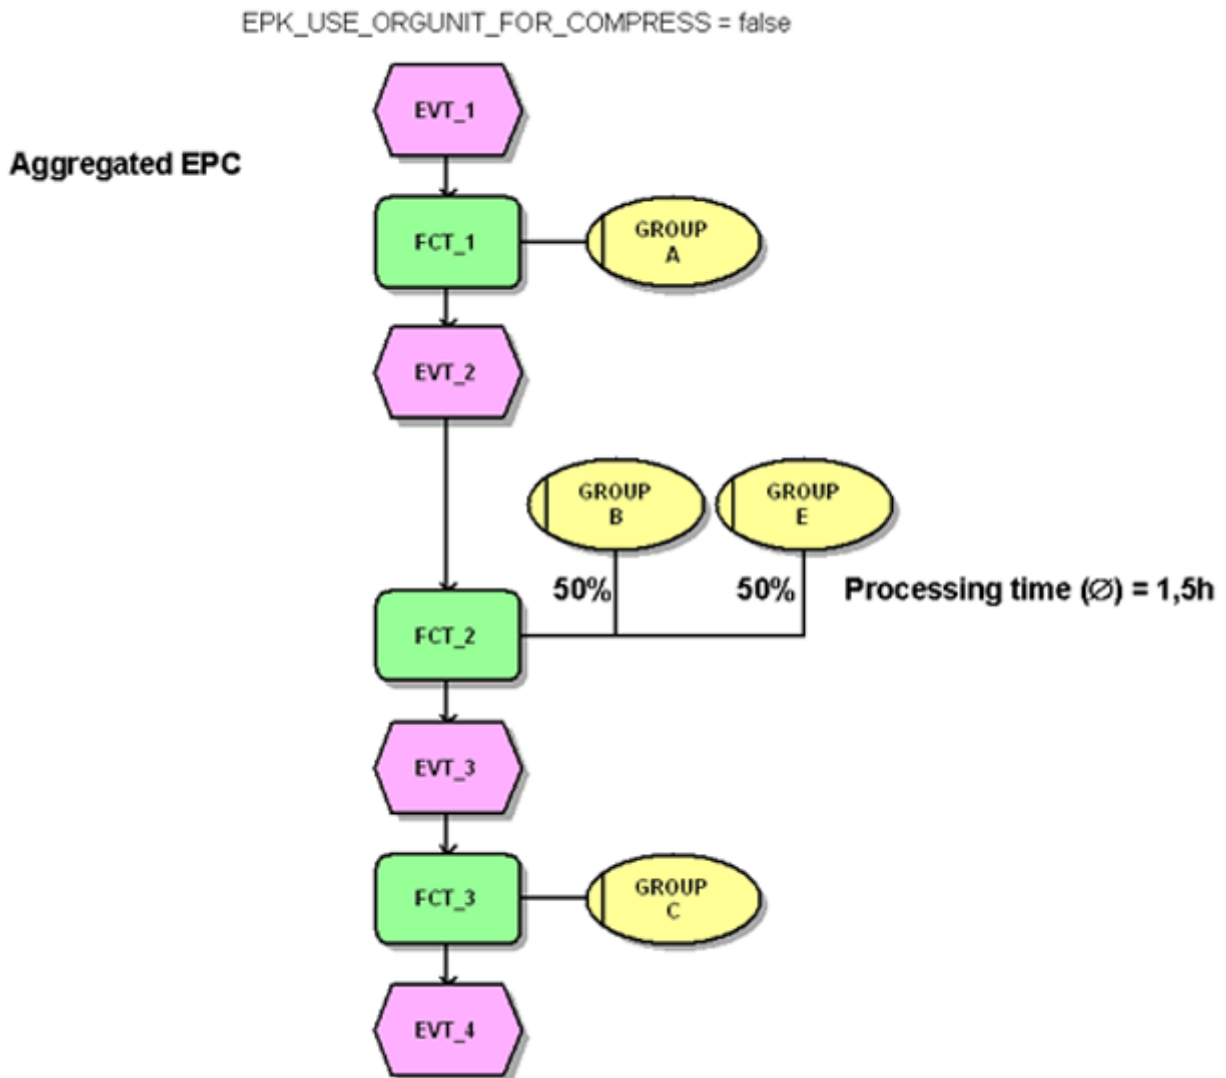 EPK_USE_ORGUNIT_FOR_COMPRESS = false
EVT_1
Aggregated EPC
FCT_1
GROUP
A
EVT_2
GROUP
B
GROUP
E
50%
50%
Processing time (∅) = 1,5h
FCT_2
EVT_3
FCT_3
GROUP
C
EVT_4